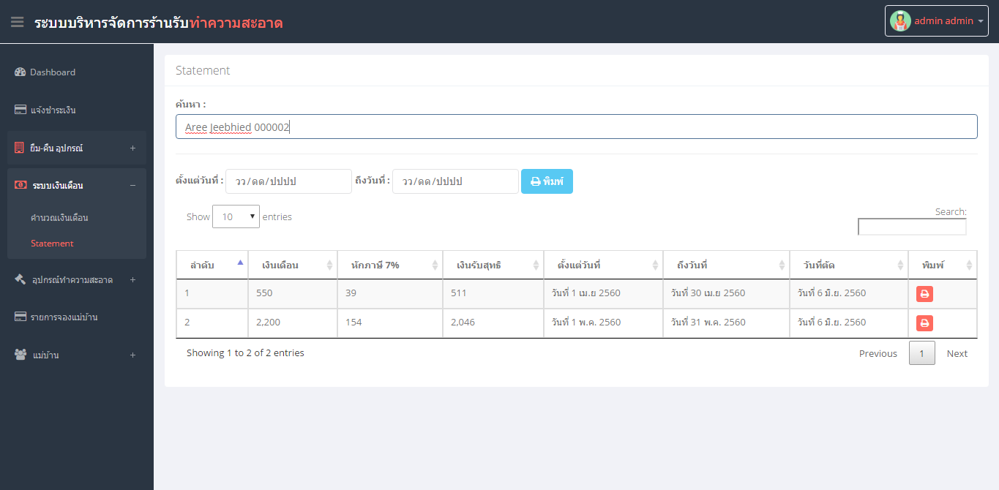 ระบบบริหารจัดการร้านรับทำความสะอาด
admin admin
Dashboard
แจ้งชำระเงิน
ยืม-คืน อุปกรณ์ +
ระบบเงินเดือน −
คำนวณเงินเดือน
Statement
อุปกรณ์ทำความสะอาด +
รายการจองแม่บ้าน
แม่บ้าน +
Statement
ค้นหา :
Aree Jeebhied 000002
ตั้งแต่วันที่ : วว/ดด/ปปปป ถึงวันที่ : วว/ดด/ปปปป พิมพ์
Show 10 entries
Search:
ลำดับ เงินเดือน หักภาษี 7% เงินรับสุทธิ ตั้งแต่วันที่ ถึงวันที่ วันที่ตัด พิมพ์
1 550 39 511 วันที่ 1 เม.ย 2560 วันที่ 30 เม.ย 2560 วันที่ 6 มิ.ย. 2560
2 2,200 154 2,046 วันที่ 1 พ.ค. 2560 วันที่ 31 พ.ค. 2560 วันที่ 6 มิ.ย. 2560
Showing 1 to 2 of 2 entries
Previous 1 Next